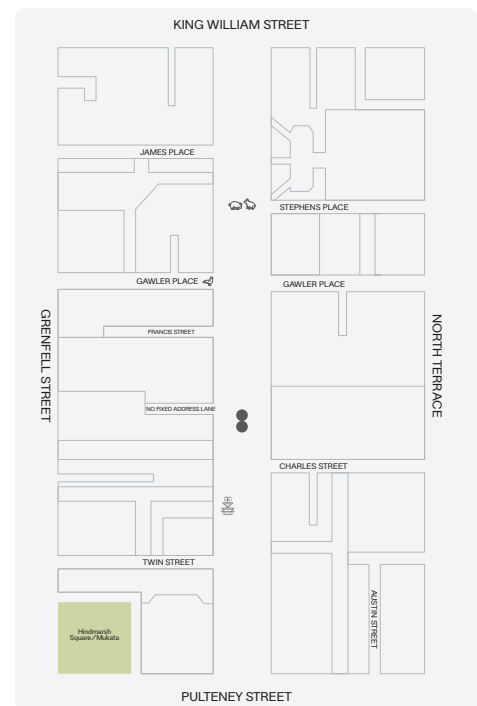 KING WILLIAM STREET
JAMES PLACE
STEPHENS PLACE
GAWLER PLACE
GAWLER PLACE
GRENFELL STREET
NORTH TERRACE
FRANCIS STREET
NO FIXED ADDRESS LANE
CHARLES STREET
TWIN STREET
AUSTIN STREET
Hindmarsh
Square/Mukata
PULTENEY STREET